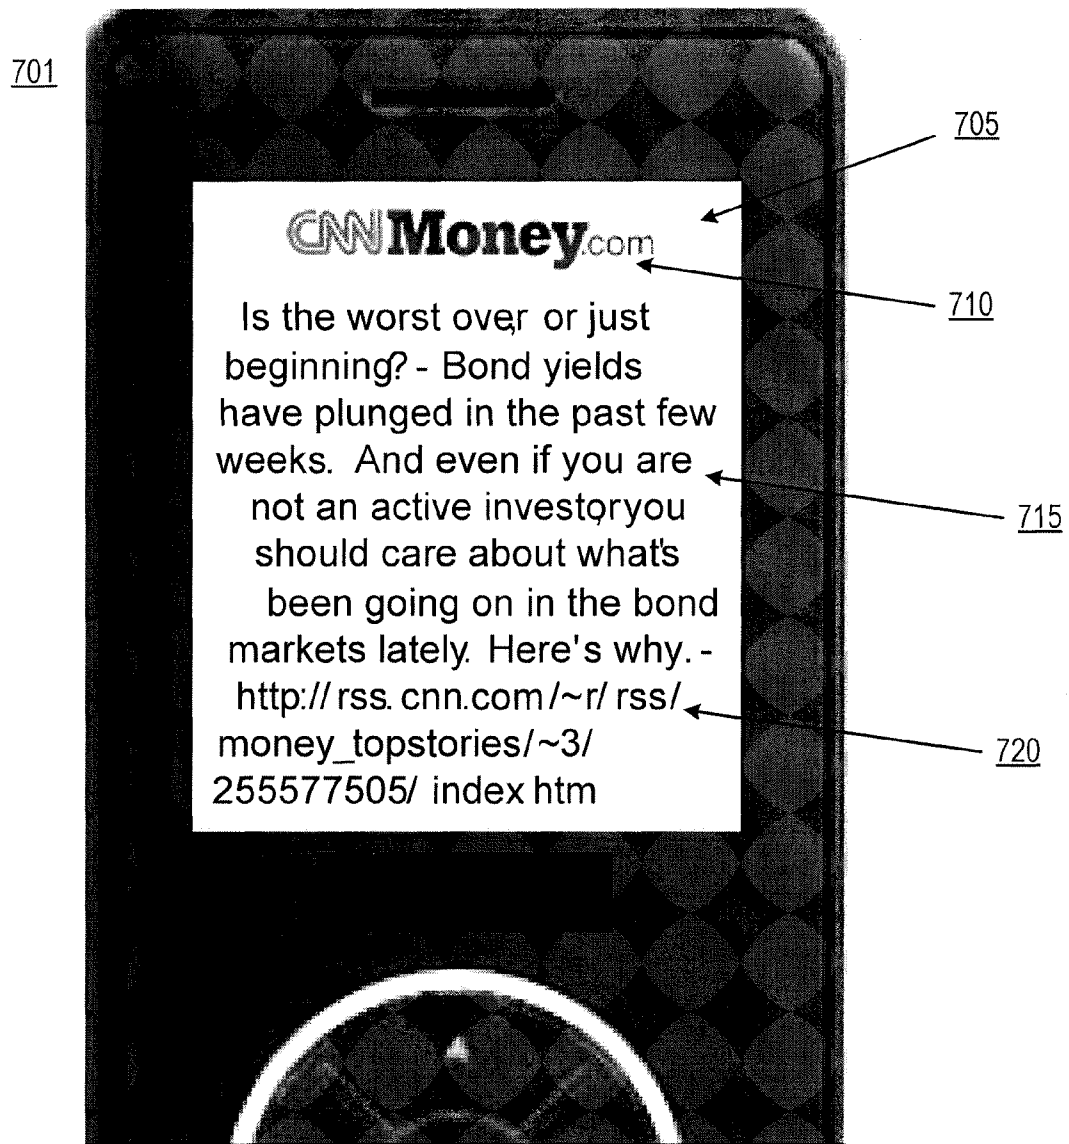 701
705
CNNMoney.com
710
Is the worst over, or just
beginning? - Bond yields
have plunged in the past few
weeks. And even if you are
715
not an active investor, you
should care about what's
been going on in the bond
markets lately. Here's why. -
http://rss.cnn.com/~r/rss/
720
money_topstories/~3/
255577505/ index htm